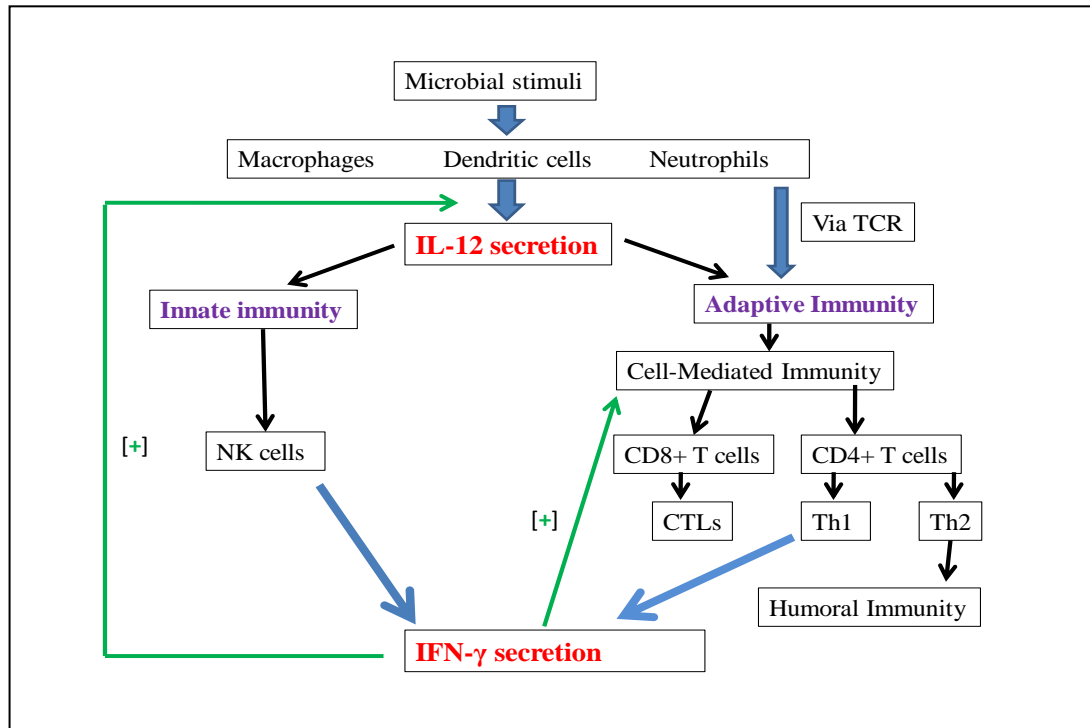 Microbial stimuli
Macrophages Dendritic cells Neutrophils
Via TCR
IL-12 secretion
Innate immunity
Adaptive Immunity
Cell-Mediated Immunity
[+]
NK cells
CD8+ T cells
CD4+ T cells
[+]
CTLs
Th1
Th2
Humoral Immunity
IFN-γ secretion